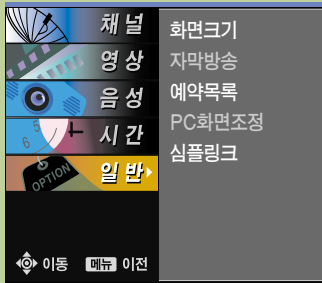 채널
영상
음성
시간
일반
화면크기
자막방송
예약목록
PC화면조정
심플링크
6 5
OPTION
이동 메뉴 이전